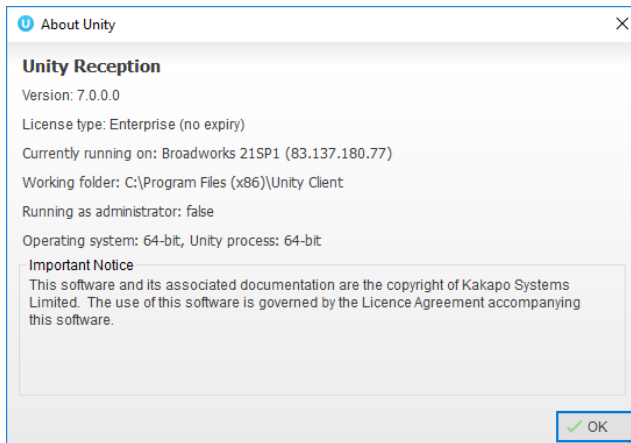 U About Unity
Unity Reception
Version: 7.0.0.0
License type: Enterprise (no expiry)
Currently running on: Broadworks 21SP1 (83.137.180.77)
Working folder: C:\Program Files (x86)\Unity Client
Running as administrator: false
Operating system: 64-bit, Unity process: 64-bit
Important Notice
This software and its associated documentation are the copyright of Kakapo Systems
Limited.  The use of this software is governed by the Licence Agreement accompanying
this software.
OK